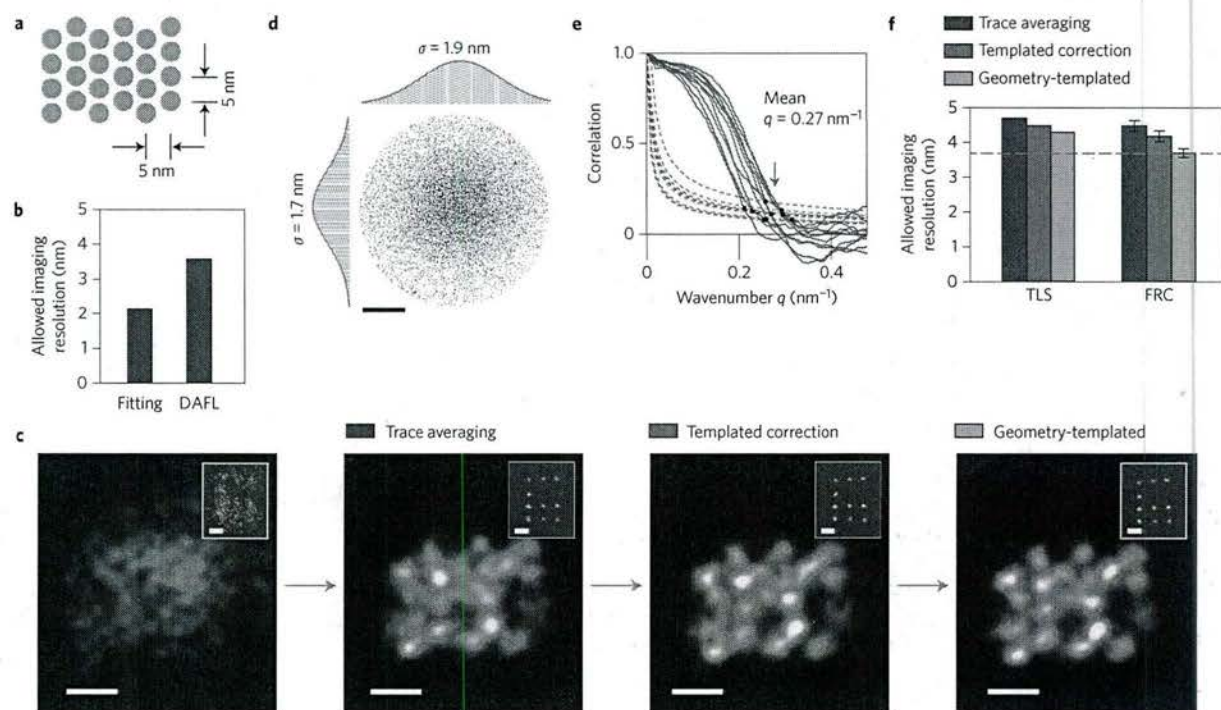 a
5 nm
5 nm
b
Allowed imaging
resolution (nm)
5
4
3
2
1
0
Fitting DAFL
d
σ = 1.9 nm
σ = 1.7 nm
e
Correlation
1.0
0.5
0
Mean
q = 0.27 nm⁻¹
0 0.2 0.4
Wavenumber q (nm⁻¹)
f
Trace averaging
Templated correction
Geometry-templated
Allowed imaging
resolution (nm)
5
4
3
2
1
0
TLS FRC
c
Trace averaging
Templated correction
Geometry-templated